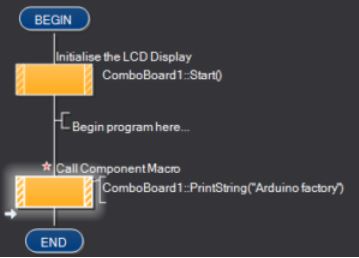 BEGIN
Initialise the LCD Display
ComboBoard1::Start()
Begin program here...
Call Component Macro
ComboBoard1::PrintString("Arduino factory")
END